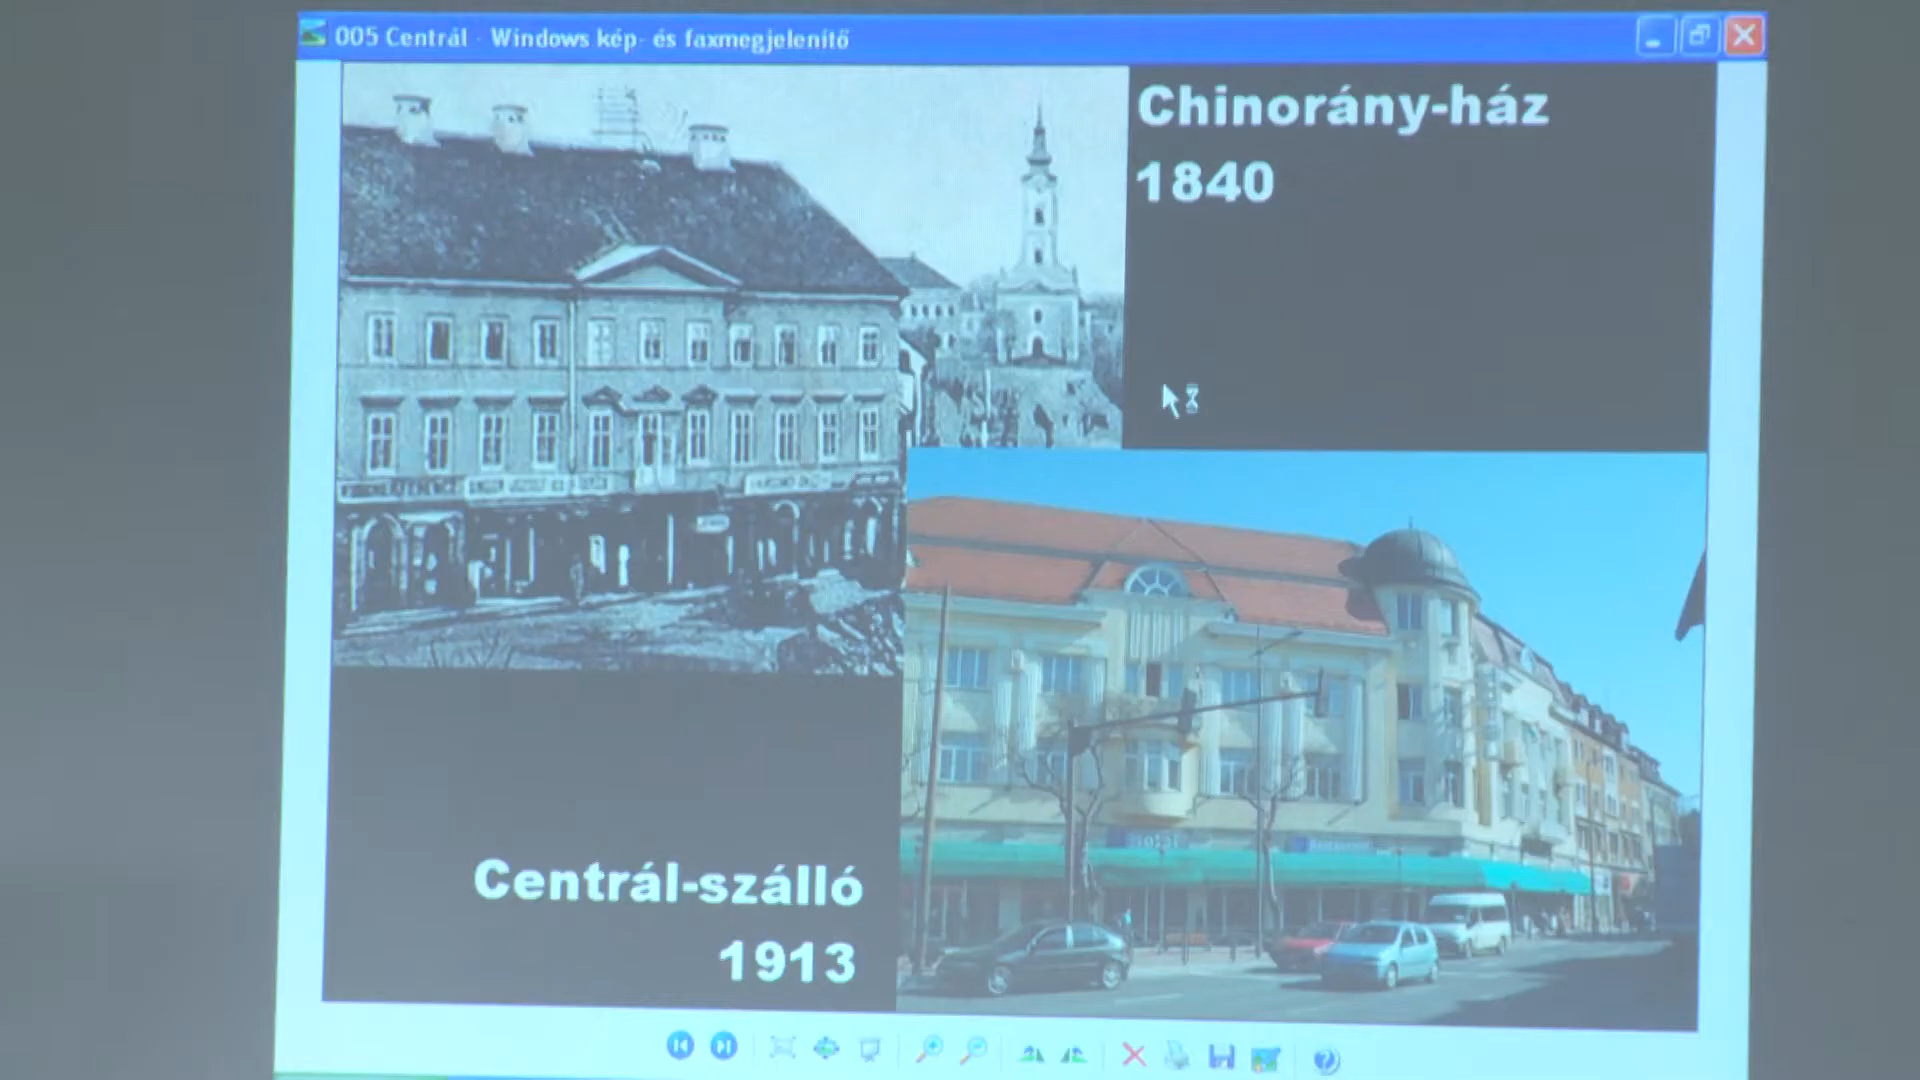 005 Centrál - Windows kép- és faxmegjelenítő
Chinorány-ház
1840
Centrál-szálló
1913